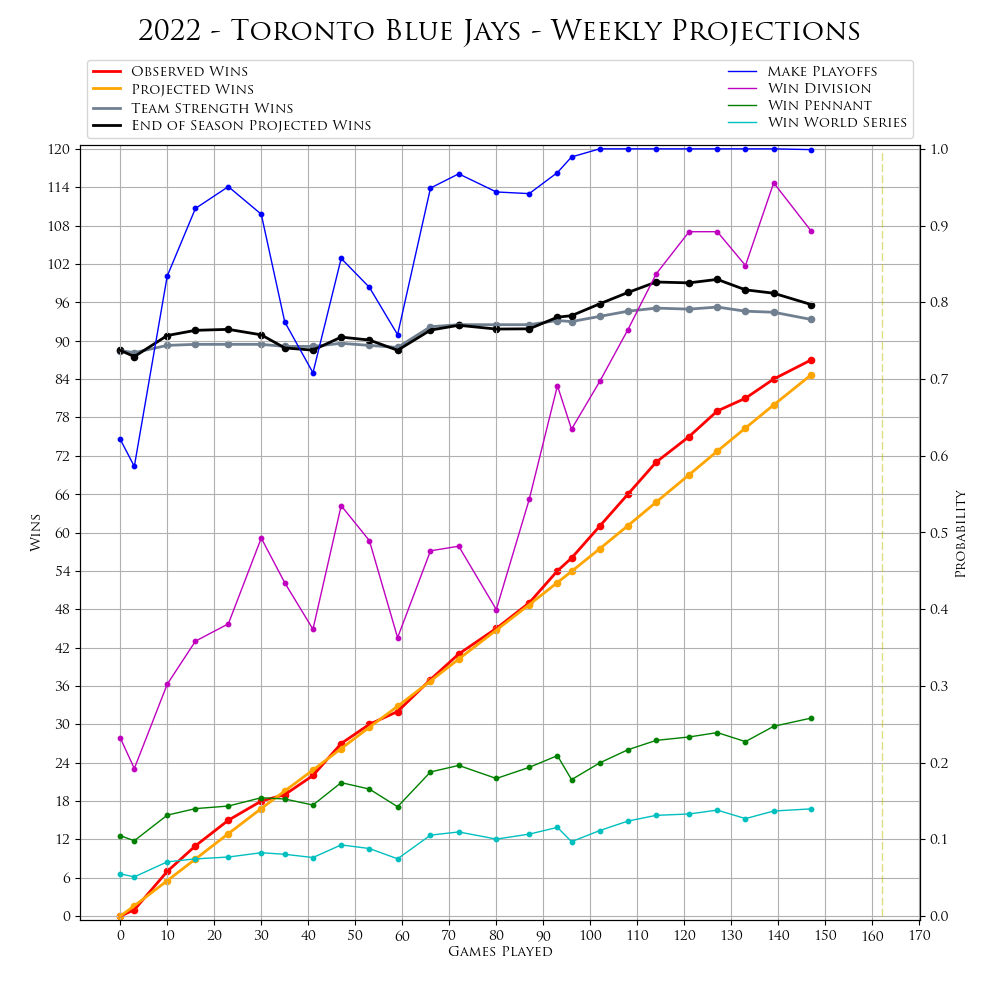 2022 - Toronto Blue Jays - Weekly Projections
Observed Wins
Projected Wins
Team Strength Wins
End of Season Projected Wins
Make Playoffs
Win Division
Win Pennant
Win World Series
120
114
108
102
96
90
84
78
72
66
60
54
48
42
36
30
24
18
12
6
0
Wins
1.0
0.9
0.8
0.7
0.6
0.5
0.4
0.3
0.2
0.1
0.0
Probability
0 10 20 30 40 50 60 70 80 90 100 110 120 130 140 150 160 170
Games Played